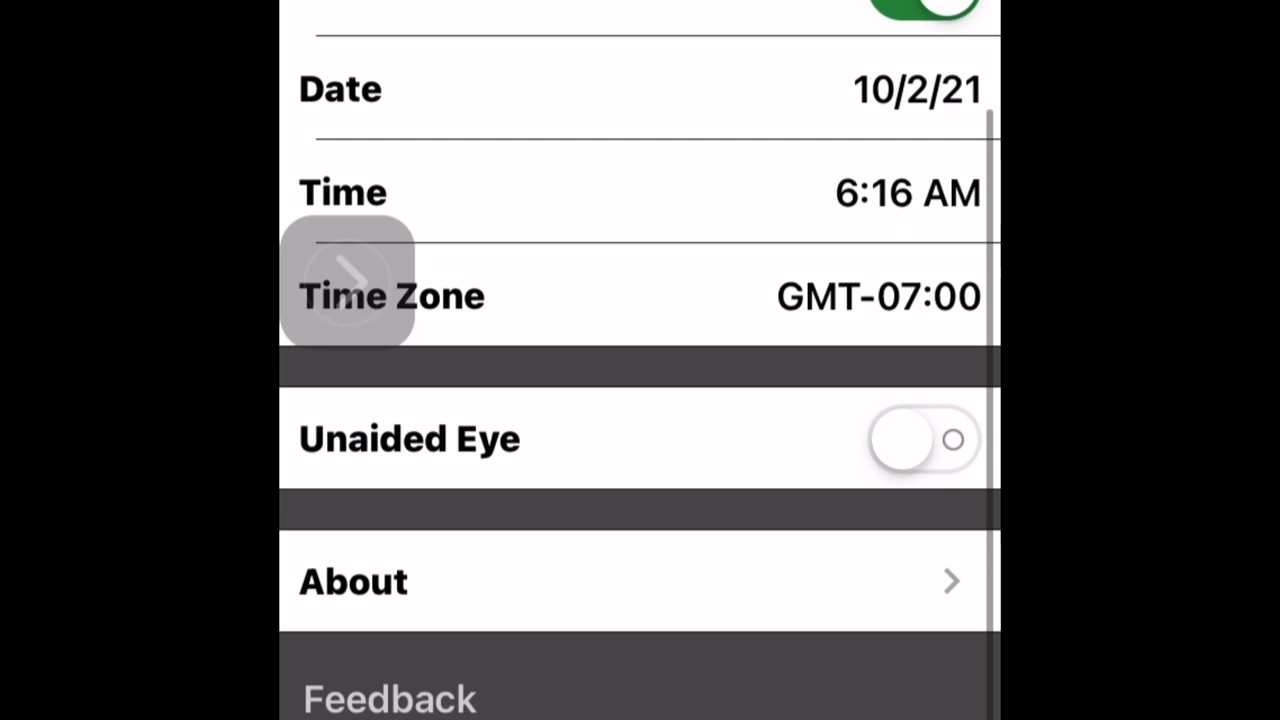 Date 10/2/21
Time 6:16 AM
Time Zone GMT-07:00
Unaided Eye
About
Feedback